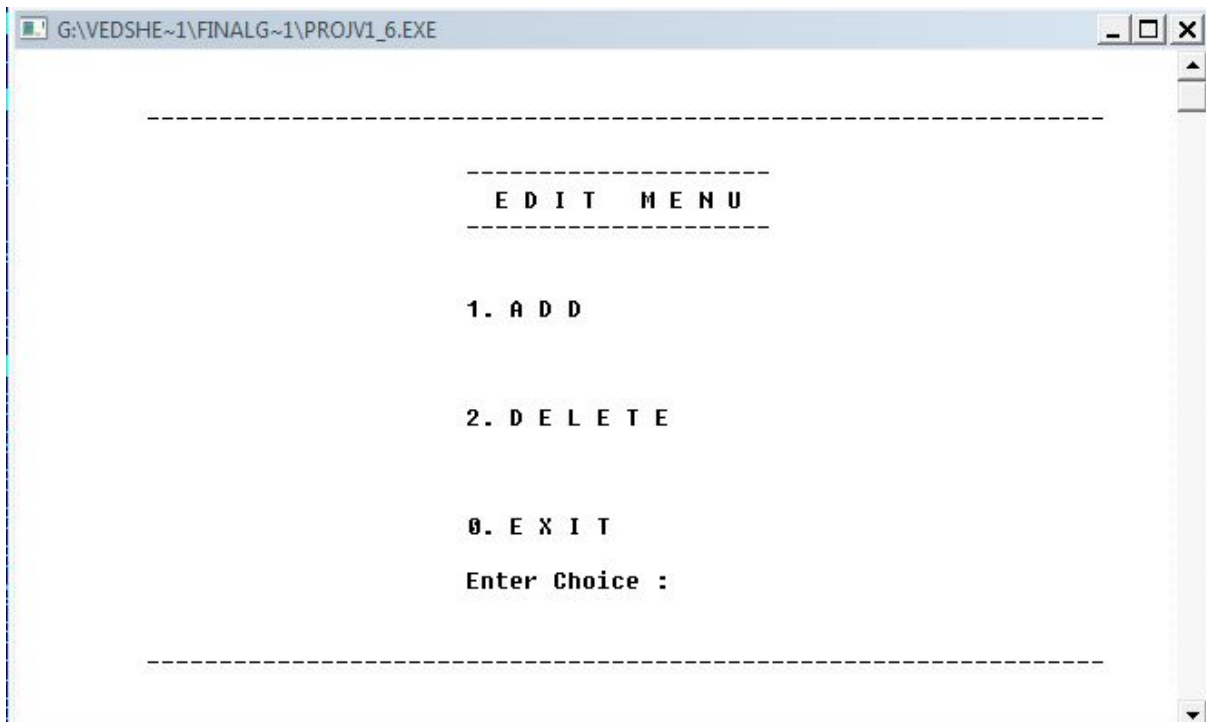 G:\VEDSHE~1\FINALG~1\PROJV1_6.EXE
------------------------------------------------------------------
---------------------
E D I T   M E N U
---------------------
1. A D D
2. D E L E T E
0. E X I T
Enter Choice :
------------------------------------------------------------------